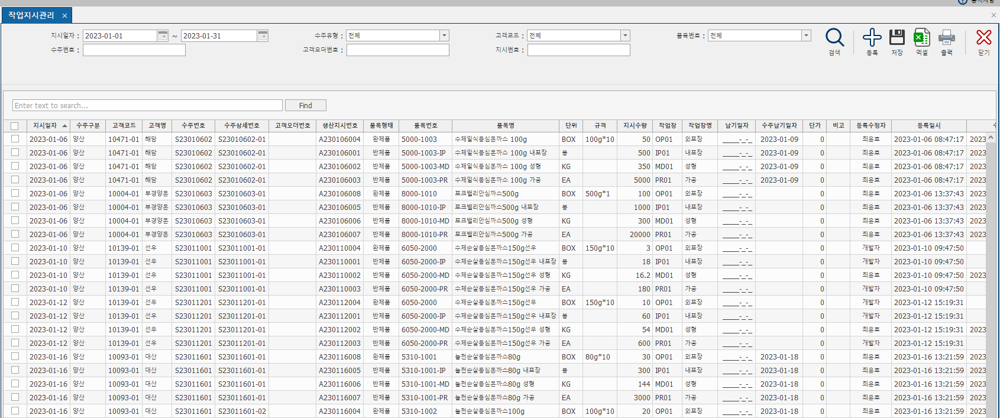 작업지시관리 ×
지시일자 : 2023-01-01 ~ 2023-01-31 수주유형 : 전체 고객코드 : 전체 품목번호 : 전체
수주번호 : 고객오더번호 : 지시번호 :
검색 등록 저장 엑셀 출력 닫기
Enter text to search... Find
지시일자 수주구분 고객코드 고객명 수주번호 수주상세번호 고객오더번호 생산지시번호 품목형태 품목번호 품목명 단위 규격 지시수량 작업장 작업장명 납기일자 수주납기일자 단가 비고 등록수정자 등록일시
2023-01-06 양산 10471-01 해담 S23010602 S23010602-01 A230106004 완제품 5000-1003 수제일식등심돈까스 100g BOX 100g*10 50 OP01 외포장 ____-_-_ 2023-01-09 0 최윤호 2023-01-06 08:47:17 2023
2023-01-06 양산 10471-01 해담 S23010602 S23010602-01 A230106001 반제품 5000-1003-IP 수제일식등심돈까스 100g 내포장 봉 500 IP01 내포장 ____-_-_ 2023-01-09 0 최윤호 2023-01-06 08:47:17 2023
2023-01-06 양산 10471-01 해담 S23010602 S23010602-01 A230106002 반제품 5000-1003-MD 수제일식등심돈까스 100g 성형 KG 350 MD01 성형 ____-_-_ 2023-01-09 0 최윤호 2023-01-06 08:47:17 2023
2023-01-06 양산 10471-01 해담 S23010602 S23010602-01 A230106003 반제품 5000-1003-PR 수제일식등심돈까스 100g 가공 EA 5000 PR01 가공 ____-_-_ 2023-01-09 0 최윤호 2023-01-06 08:47:17 2023
2023-01-06 양산 10004-01 부경양돈 S23010603 S23010603-01 A230106008 완제품 8000-1010 포크밸리안심까스500g BOX 500g*1 100 OP01 외포장 ____-_-_ 0 최윤호 2023-01-06 13:37:43 2023
2023-01-06 양산 10004-01 부경양돈 S23010603 S23010603-01 A230106005 반제품 8000-1010-IP 포크밸리안심까스500g 내포장 봉 1000 IP01 내포장 ____-_-_ 0 최윤호 2023-01-06 13:37:43 2023
2023-01-06 양산 10004-01 부경양돈 S23010603 S23010603-01 A230106006 반제품 8000-1010-MD 포크밸리안심까스500g 성형 KG 300 MD01 성형 ____-_-_ 0 최윤호 2023-01-06 13:37:43 2023
2023-01-06 양산 10004-01 부경양돈 S23010603 S23010603-01 A230106007 반제품 8000-1010-PR 포크밸리안심까스500g 가공 EA 20000 PR01 가공 ____-_-_ 0 최윤호 2023-01-06 13:37:43 2023
2023-01-10 양산 10139-01 선우 S23011001 S23011001-01 A230110004 완제품 6050-2000 수제순살등심돈까스150g선우 BOX 150g*10 3 OP01 외포장 ____-_-_ 0 개발자 2023-01-10 09:47:50
2023-01-10 양산 10139-01 선우 S23011001 S23011001-01 A230110001 반제품 6050-2000-IP 수제순살등심돈까스150g선우 내포장 봉 18 IP01 내포장 ____-_-_ 0 개발자 2023-01-10 09:47:50
2023-01-10 양산 10139-01 선우 S23011001 S23011001-01 A230110002 반제품 6050-2000-MD 수제순살등심돈까스150g선우 성형 KG 16.2 MD01 성형 ____-_-_ 0 최윤호 2023-01-10 09:47:50 2023
2023-01-10 양산 10139-01 선우 S23011001 S23011001-01 A230110003 반제품 6050-2000-PR 수제순살등심돈까스150g선우 가공 EA 180 PR01 가공 ____-_-_ 0 개발자 2023-01-10 09:47:50
2023-01-12 양산 10139-01 선우 S23011201 S23011201-01 A230112004 완제품 6050-2000 수제순살등심돈까스150g선우 BOX 150g*10 10 OP01 외포장 ____-_-_ 0 개발자 2023-01-12 15:19:31
2023-01-12 양산 10139-01 선우 S23011201 S23011201-01 A230112001 반제품 6050-2000-IP 수제순살등심돈까스150g선우 내포장 봉 60 IP01 내포장 ____-_-_ 0 개발자 2023-01-12 15:19:31
2023-01-12 양산 10139-01 선우 S23011201 S23011201-01 A230112002 반제품 6050-2000-MD 수제순살등심돈까스150g선우 성형 KG 54 MD01 성형 ____-_-_ 0 최윤호 2023-01-12 15:19:31 2023
2023-01-12 양산 10139-01 선우 S23011201 S23011201-01 A230112003 반제품 6050-2000-PR 수제순살등심돈까스150g선우 가공 EA 600 PR01 가공 ____-_-_ 0 개발자 2023-01-12 15:19:31
2023-01-16 양산 10093-01 대산 S23011601 S23011601-01 A230116008 완제품 5310-1001 늘천순살등심돈까스80g BOX 80g*10 30 OP01 외포장 ____-_-_ 2023-01-18 0 최윤호 2023-01-16 13:21:59 2023
2023-01-16 양산 10093-01 대산 S23011601 S23011601-01 A230116005 반제품 5310-1001-IP 늘천순살등심돈까스80g 내포장 봉 300 IP01 내포장 ____-_-_ 2023-01-18 0 최윤호 2023-01-16 13:21:59 2023
2023-01-16 양산 10093-01 대산 S23011601 S23011601-01 A230116006 반제품 5310-1001-MD 늘천순살등심돈까스80g 성형 KG 144 MD01 성형 ____-_-_ 2023-01-18 0 최윤호 2023-01-16 13:21:59 2023
2023-01-16 양산 10093-01 대산 S23011601 S23011601-01 A230116007 반제품 5310-1001-PR 늘천순살등심돈까스80g 가공 EA 3000 PR01 가공 ____-_-_ 2023-01-18 0 최윤호 2023-01-16 13:21:59 2023
2023-01-16 양산 10093-01 대산 S23011601 S23011601-02 A230116004 완제품 5310-1002 늘천순살등심돈까스100g BOX 100g*10 20 OP01 외포장 ____-_-_ 2023-01-18 0 최윤호 2023-01-16 13:21:59 2023